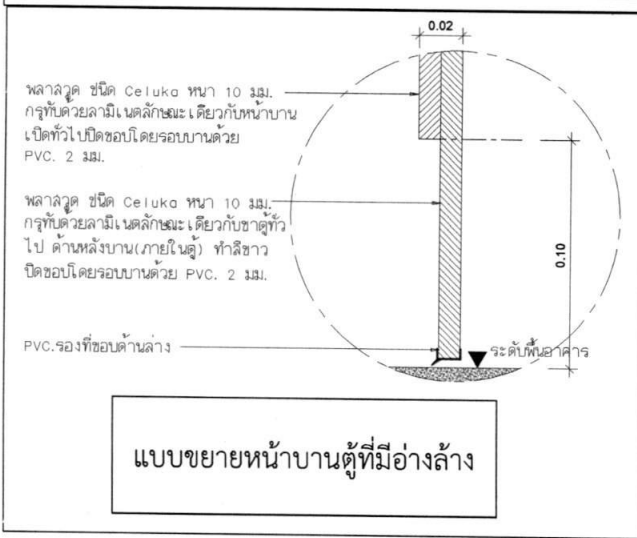 0.02
พลาสวูด ชนิด Celuka หนา 10 มม.
กรุทับด้วยลามิเนตลักษณะเดียวกับหน้าบาน
เปิดทั่วไปปิดขอบโดยรอบบานด้วย
PVC. 2 มม.
พลาสวูด ชนิด Celuka หนา 10 มม.
กรุทับด้วยลามิเนตลักษณะเดียวกับขาตู้ทั่ว
ไป ด้านหลังบาน(ภายในตู้) ทำสีขาว
ปิดขอบโดยรอบบานด้วย PVC. 2 มม.
0.10
PVC.รองที่ขอบด้านล่าง
ระดับพื้นอาคาร
แบบขยายหน้าบานตู้ที่มีอ่างล้าง